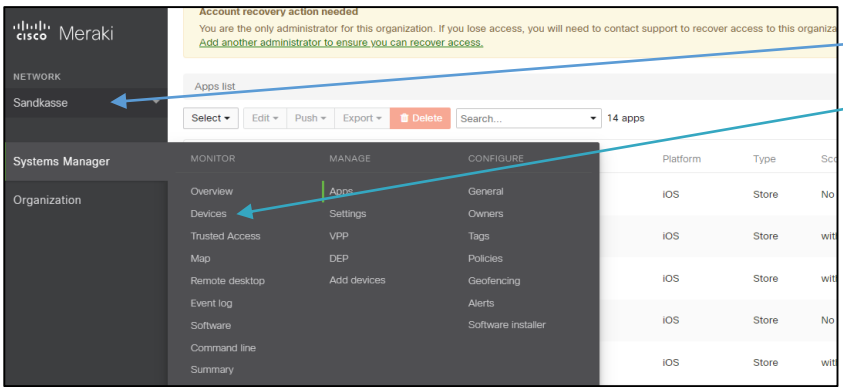 Account recovery action needed
You are the only administrator for this organization. If you lose access, you will need to contact support to recover access to this organiza
Add another administrator to ensure you can recover access.
cisco Meraki
NETWORK
Sandkasse
Systems Manager
Organization
Apps list
Select Edit Push Export Delete Search... 14 apps
MONITOR MANAGE CONFIGURE Platform Type Sco
Overview Apps General iOS Store No
Devices Settings Owners
Trusted Access VPP Tags iOS Store with
Map DEP Policies
Remote desktop Add devices Geofencing iOS Store with
Event log Alerts
Software Software installer iOS Store No
Command line
Summary iOS Store with